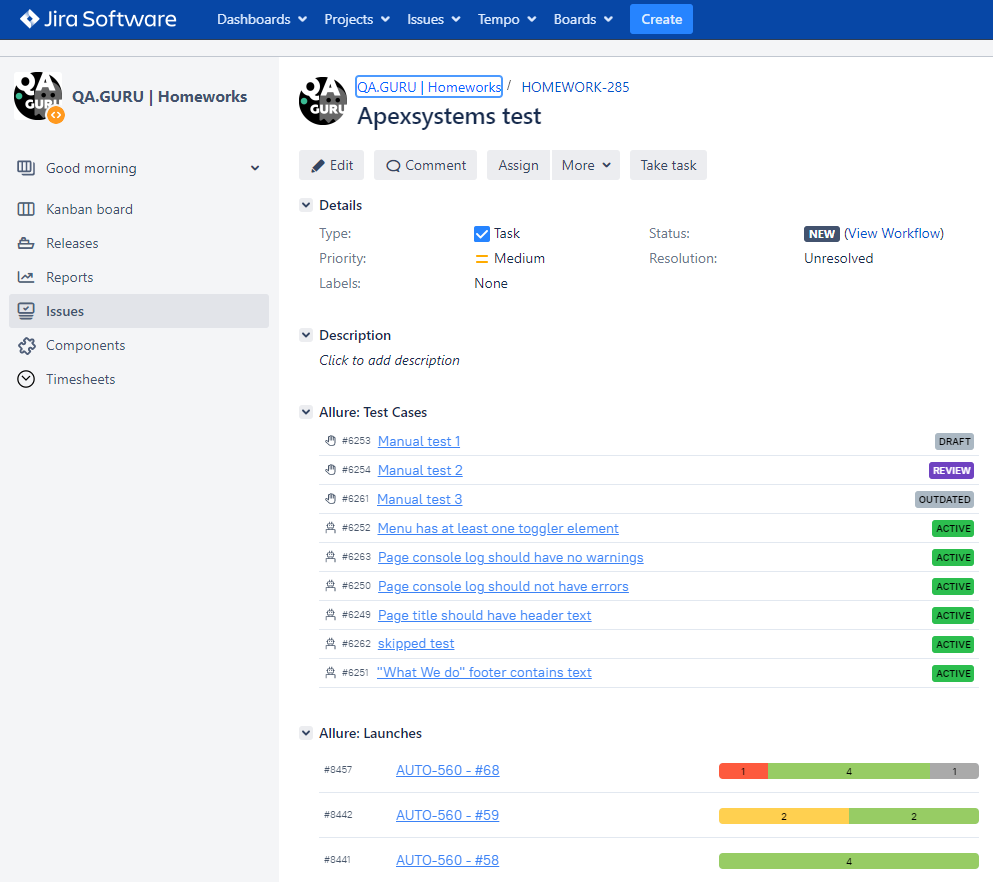 Jira Software Dashboards Projects Issues Tempo Boards Create
QA GURU
QA.GURU | Homeworks
Good morning
Kanban board
Releases
Reports
Issues
Components
Timesheets
QA GURU
QA.GURU | Homeworks / HOMEWORK-285
Apexsystems test
Edit Comment Assign More Take task
Details
Type: Task Status: NEW (View Workflow)
Priority: Medium Resolution: Unresolved
Labels: None
Description
Click to add description
Allure: Test Cases
#6253 Manual test 1 DRAFT
#6254 Manual test 2 REVIEW
#6261 Manual test 3 OUTDATED
#6252 Menu has at least one toggler element ACTIVE
#6263 Page console log should have no warnings ACTIVE
#6250 Page console log should not have errors ACTIVE
#6249 Page title should have header text ACTIVE
#6262 skipped test ACTIVE
#6251 "What We do" footer contains text ACTIVE
Allure: Launches
#8457 AUTO-560 - #68 1 4 1
#8442 AUTO-560 - #59 2 2
#8441 AUTO-560 - #58 4